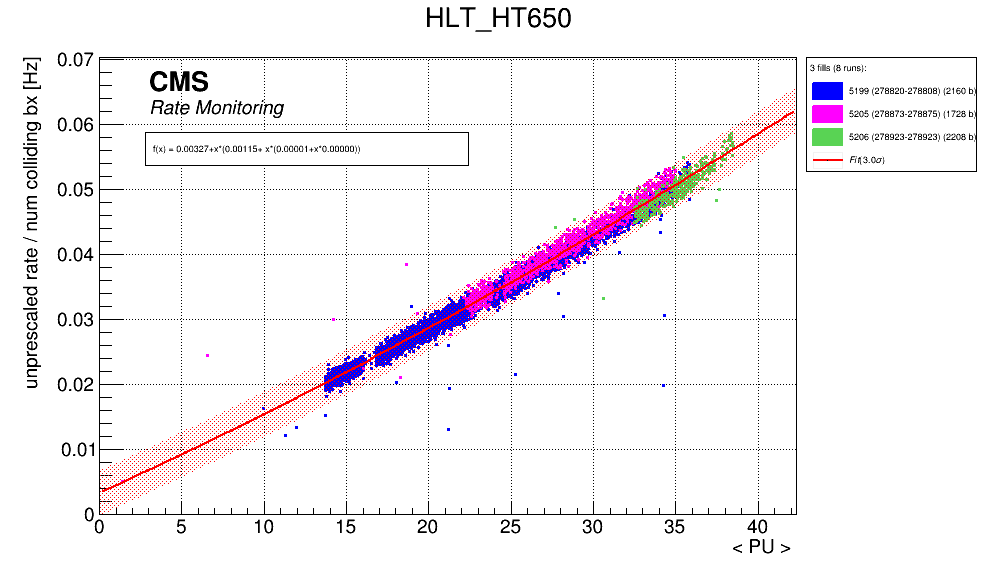 HLT_HT650
unprescaled rate / num colliding bx [Hz]
0.07
0.06
0.05
0.04
0.03
0.02
0.01
0
CMS
Rate Monitoring
f(x) = 0.00327+x*(0.00115+ x*(0.00001+x*0.00000))
0 5 10 15 20 25 30 35 40
< PU >
3 fills (8 runs):
5199 (278820-278808) (2160 b)
5205 (278873-278875) (1728 b)
5206 (278923-278923) (2208 b)
Fit(3.0σ)